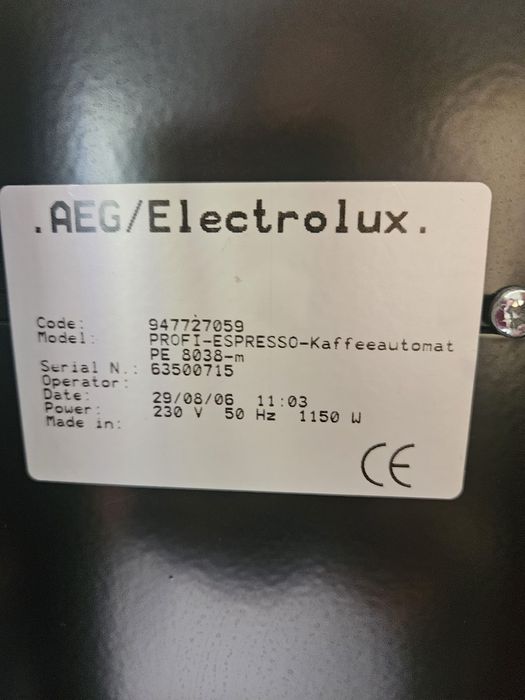 .AEG/Electrolux.
Code: 947727059
Model: PROFI-ESPRESSO-Kaffeeautomat
PE 8038-m
Serial N.: 63500715
Operator:
Date: 29/08/06 11:03
Power: 230 V 50 Hz 1150 W
Made in:
CE